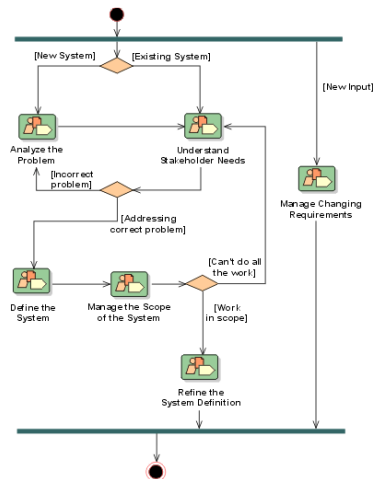 [New System]
[Existing System]
[New Input]
Analyze the
Problem
Understand
Stakeholder Needs
[Incorrect
problem]
Manage Changing
Requirements
[Addressing
correct problem]
[Can't do all
the work]
Define the
System
Manage the Scope
of the System
[Work
in scope]
Refine the
System Definition